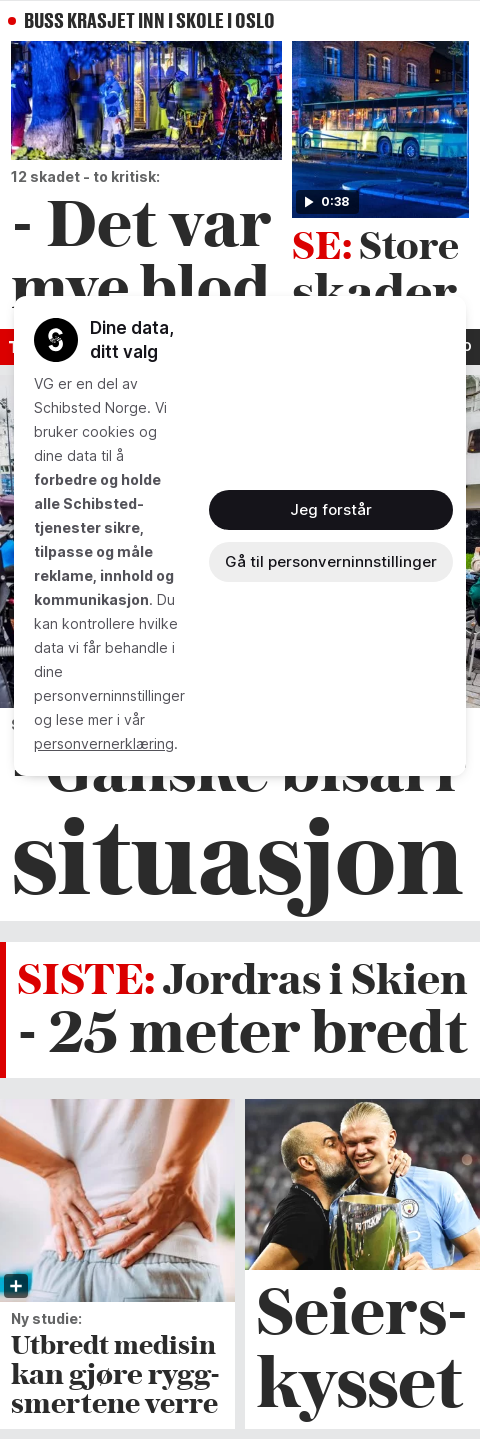 BUSS KRASJET INN I SKOLE I OSLO
12 skadet - to kritisk:
- Det var
mye blod
0:38
SE: Store
skader
Dine data,
ditt valg
VG er en del av
Schibsted Norge. Vi
bruker cookies og
dine data til å
forbedre og holde
alle Schibsted-
tjenester sikre,
tilpasse og måle
reklame, innhold og
kommunikasjon. Du
kan kontrollere hvilke
data vi får behandle i
dine
personverninnstillinger
og lese mer i vår
personvernerklæring.
Jeg forstår
Gå til personverninnstillinger
- Ganske bisarr
situasjon
SISTE: Jordras i Skien
- 25 meter bredt
Ny studie:
Utbredt medisin
kan gjøre rygg-
smertene verre
Seiers-
kysset